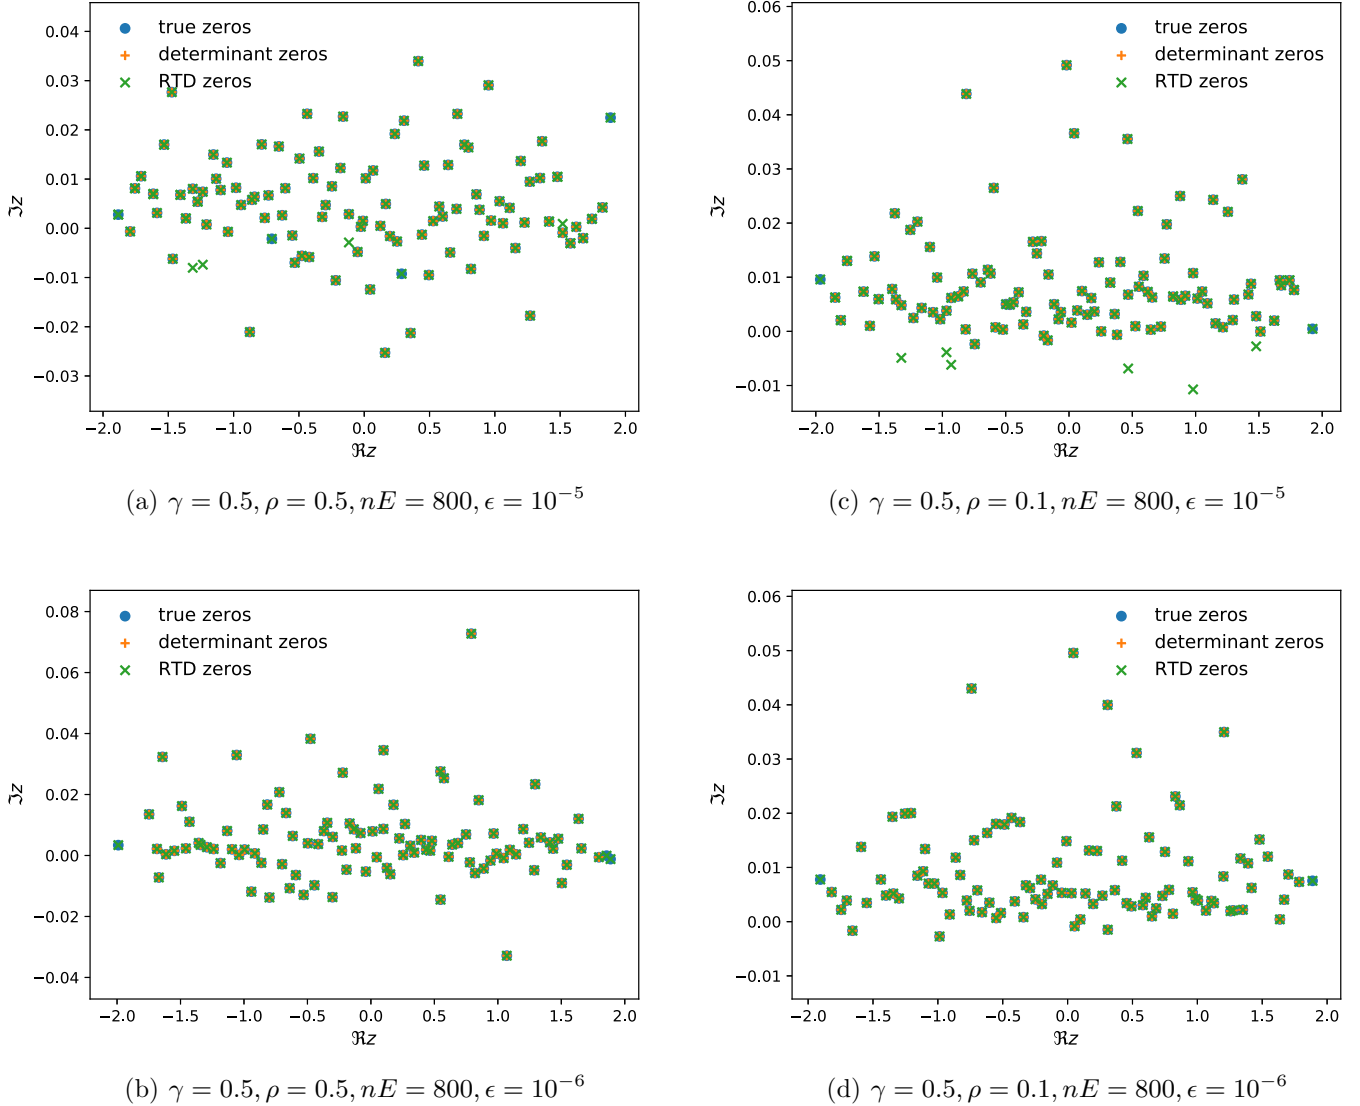 0.04
0.03
0.02
0.01
0.00
−0.01
−0.02
−0.03
ℑz
true zeros
determinant zeros
RTD zeros
−2.0 −1.5 −1.0 −0.5 0.0 0.5 1.0 1.5 2.0
ℜz
(a) γ = 0.5, ρ = 0.5, nE = 800, ϵ = 10⁻⁵
0.06
0.05
0.04
0.03
0.02
0.01
0.00
−0.01
ℑz
true zeros
determinant zeros
RTD zeros
−2.0 −1.5 −1.0 −0.5 0.0 0.5 1.0 1.5 2.0
ℜz
(c) γ = 0.5, ρ = 0.1, nE = 800, ϵ = 10⁻⁵
0.08
0.06
0.04
0.02
0.00
−0.02
−0.04
ℑz
true zeros
determinant zeros
RTD zeros
−2.0 −1.5 −1.0 −0.5 0.0 0.5 1.0 1.5 2.0
ℜz
(b) γ = 0.5, ρ = 0.5, nE = 800, ϵ = 10⁻⁶
0.06
0.05
0.04
0.03
0.02
0.01
0.00
−0.01
ℑz
true zeros
determinant zeros
RTD zeros
−2.0 −1.5 −1.0 −0.5 0.0 0.5 1.0 1.5 2.0
ℜz
(d) γ = 0.5, ρ = 0.1, nE = 800, ϵ = 10⁻⁶